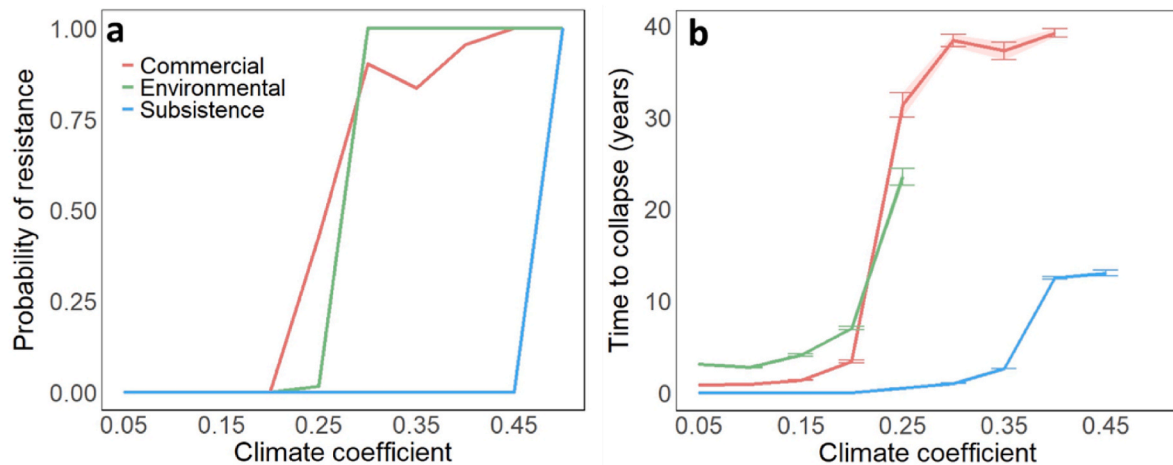 a
Commercial
Environmental
Subsistence
Probability of resistance
1.00
0.75
0.50
0.25
0.00
0.05
0.15
0.25
0.35
0.45
Climate coefficient
b
Time to collapse (years)
40
30
20
10
0
0.05
0.15
0.25
0.35
0.45
Climate coefficient